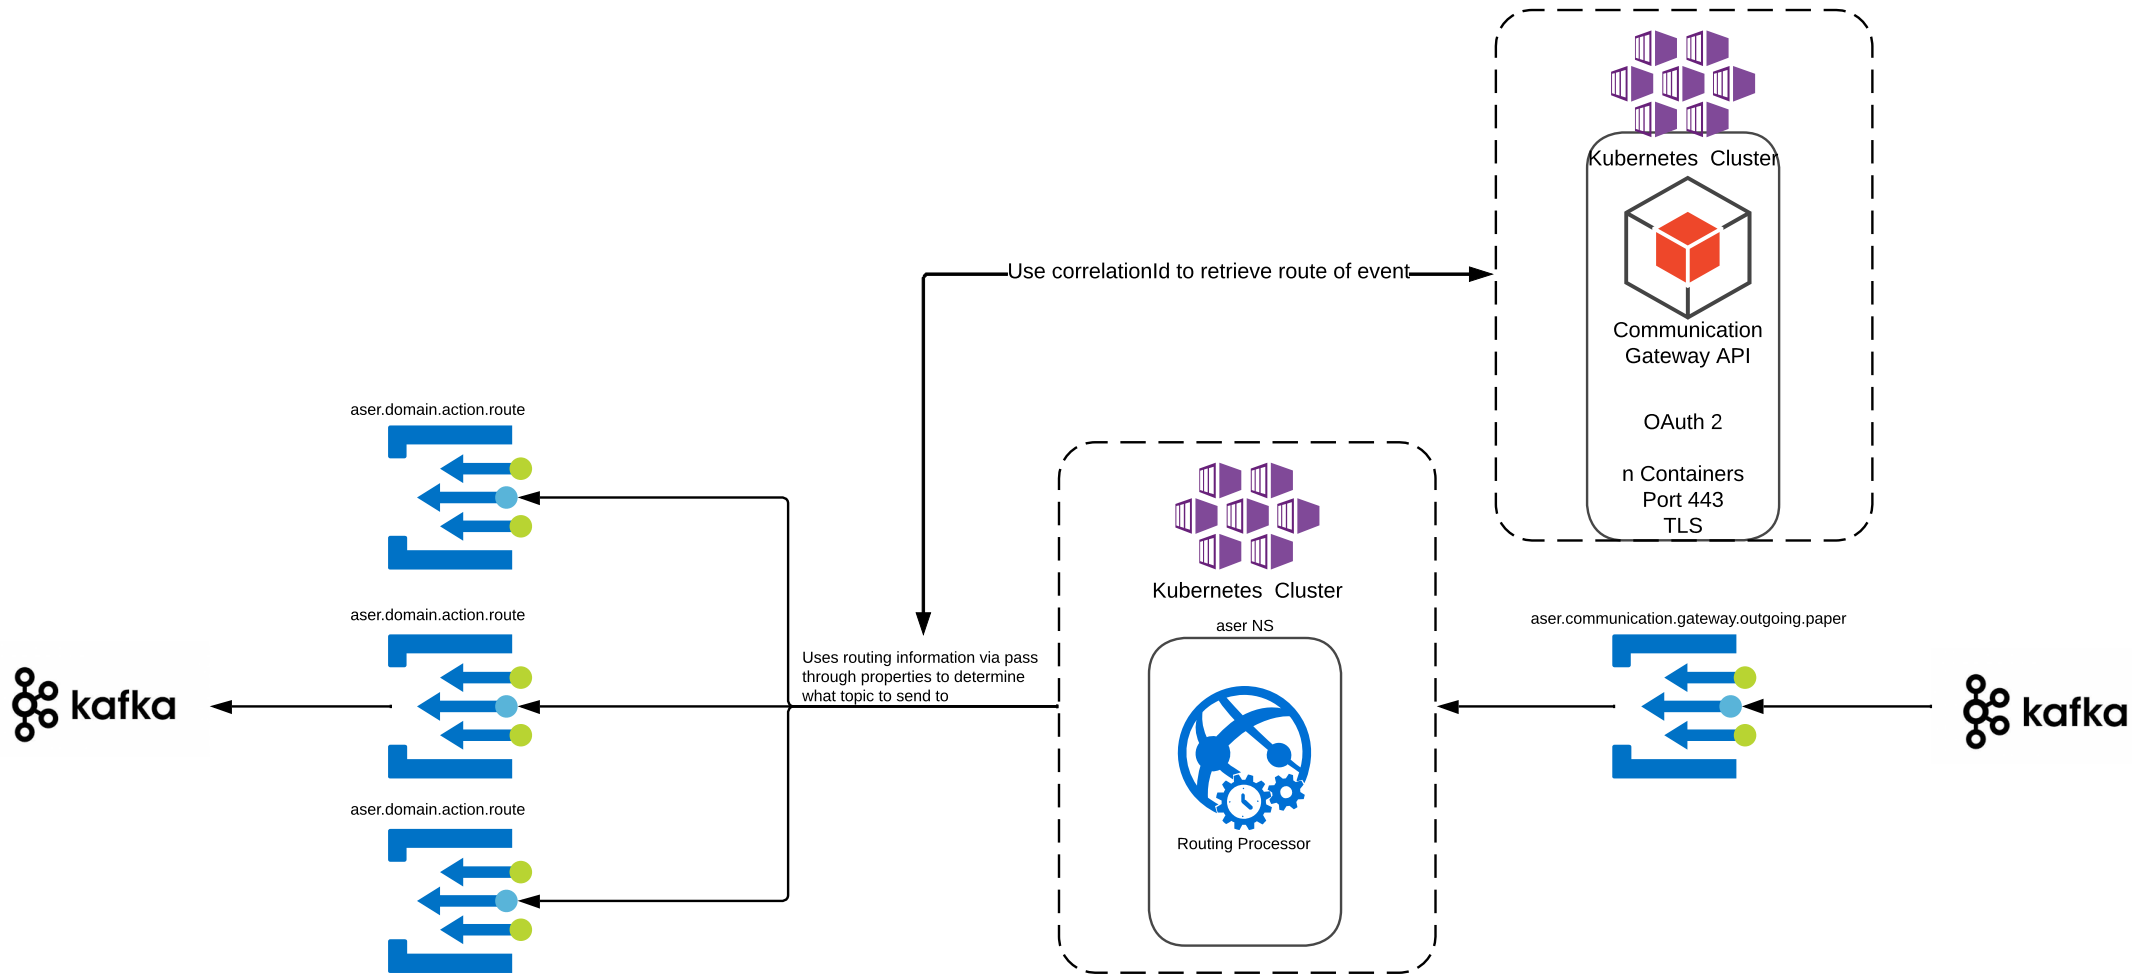 Kubernetes Cluster
Communication
Gateway API
OAuth 2
n Containers
Port 443
TLS
Use correlationId to retrieve route of event
aser.domain.action.route
aser.domain.action.route
aser.domain.action.route
kafka
Uses routing information via pass
through properties to determine
what topic to send to
Kubernetes Cluster
aser NS
Routing Processor
aser.communication.gateway.outgoing.paper
kafka